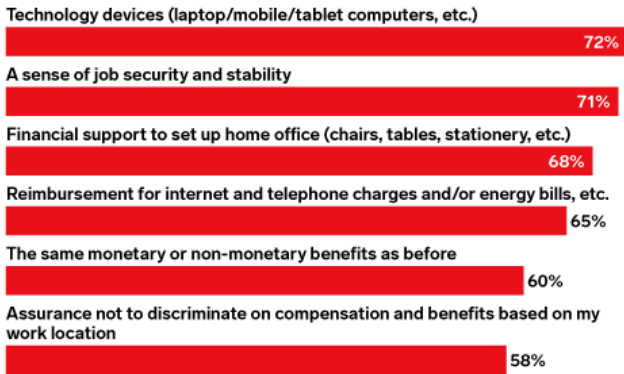 Technology devices (laptop/mobile/tablet computers, etc.)
72%
A sense of job security and stability
71%
Financial support to set up home office (chairs, tables, stationery, etc.)
68%
Reimbursement for internet and telephone charges and/or energy bills, etc.
65%
The same monetary or non-monetary benefits as before
60%
Assurance not to discriminate on compensation and benefits based on my
work location
58%